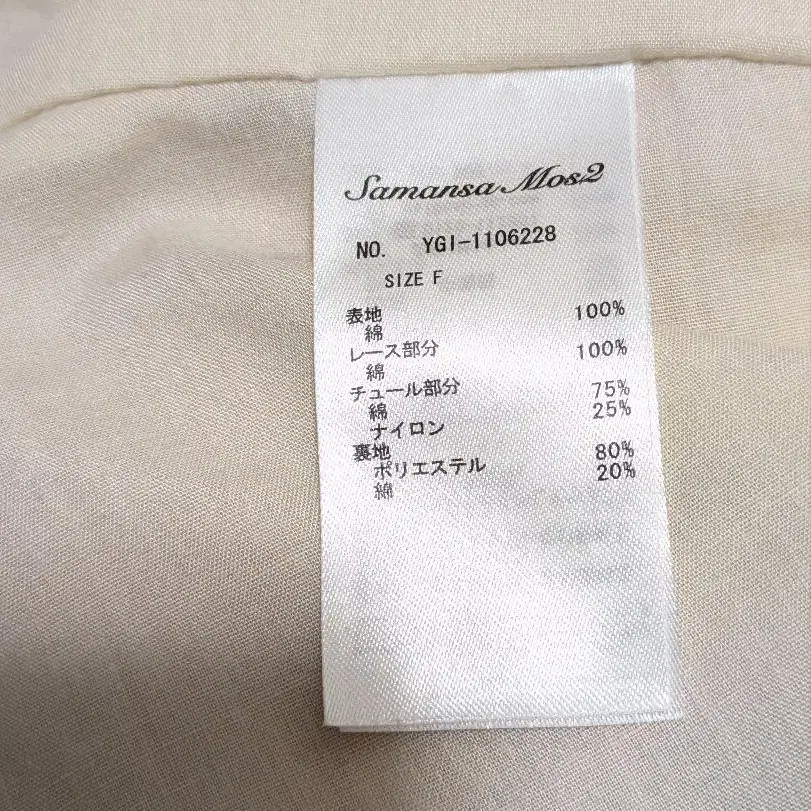 Samansa Mos2
NO. YGI-1106228
SIZE F
表地
綿 100%
レース部分
綿 100%
チュール部分
綿 75%
ナイロン 25%
裏地
ポリエステル 80%
綿 20%